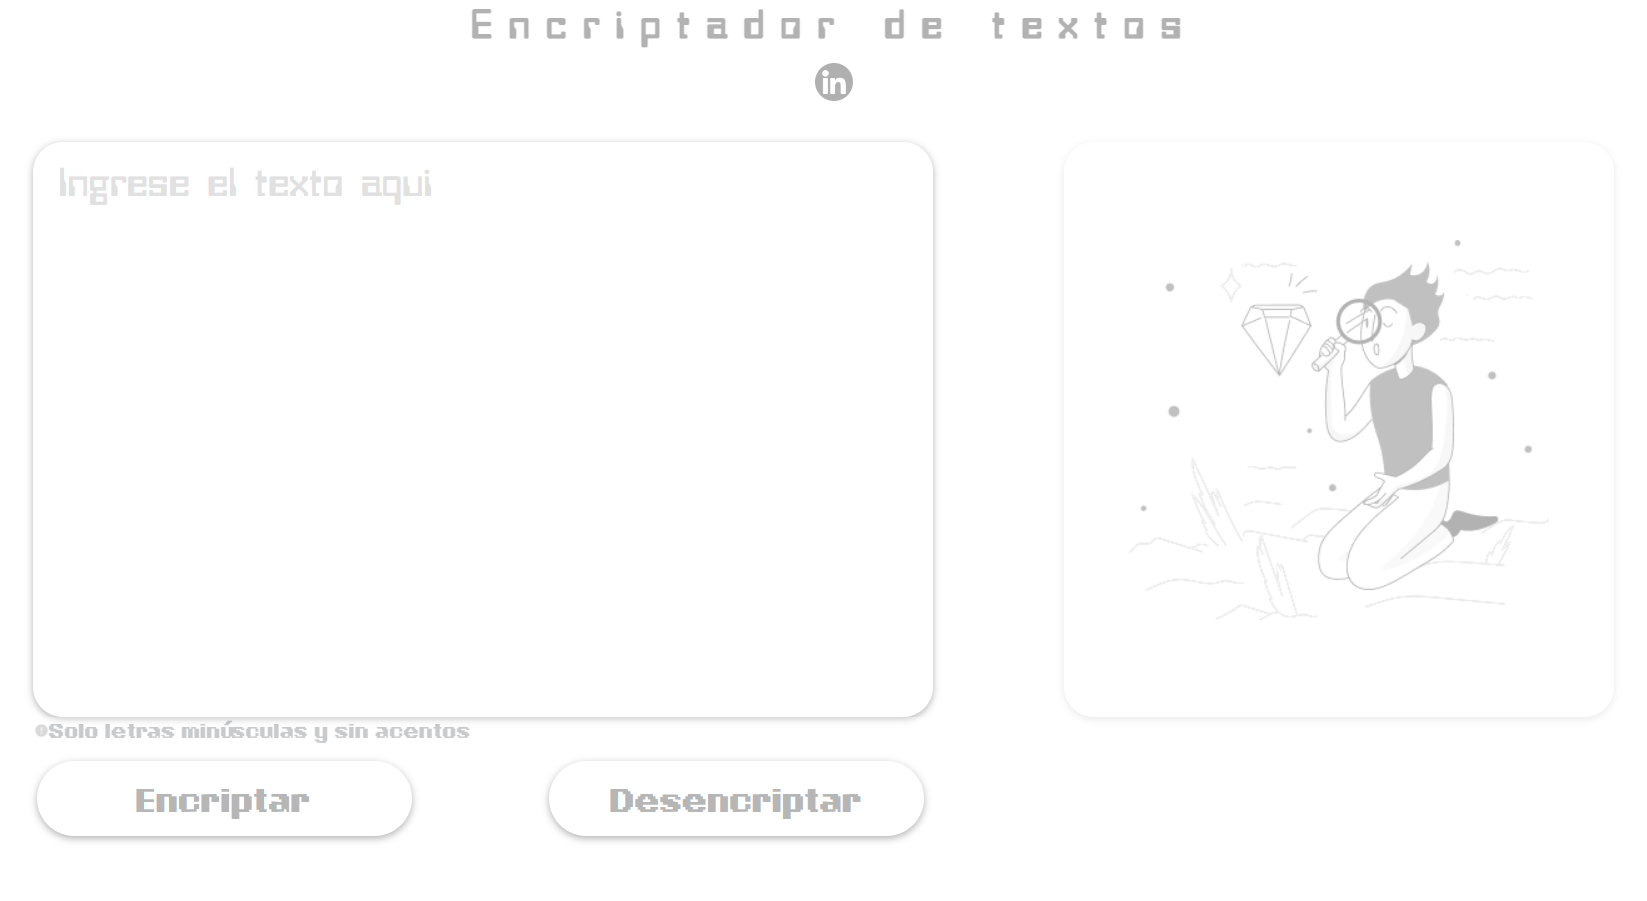 Encriptador de textos
in
Ingrese el texto aqui
Solo letras minúsculas y sin acentos
Encriptar
Desencriptar